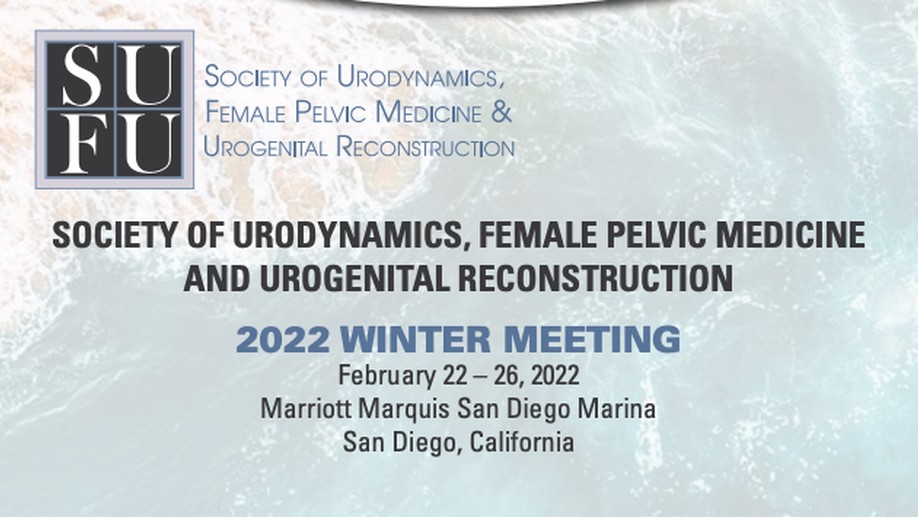 SU
FU
Society of Urodynamics,
Female Pelvic Medicine &
Urogenital Reconstruction
SOCIETY OF URODYNAMICS, FEMALE PELVIC MEDICINE
AND UROGENITAL RECONSTRUCTION
2022 WINTER MEETING
February 22 – 26, 2022
Marriott Marquis San Diego Marina
San Diego, California